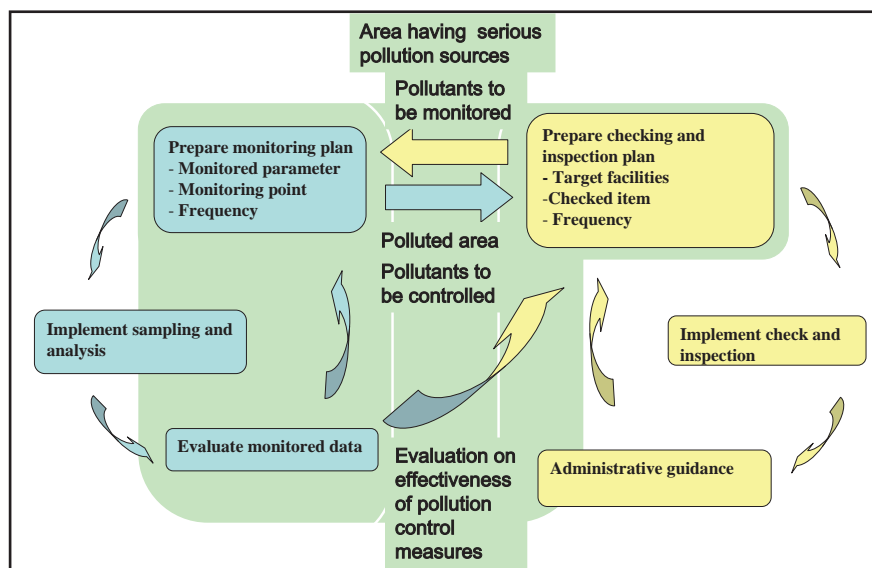 Area having serious
pollution sources
Pollutants to
be monitored
Prepare monitoring plan
- Monitored parameter
- Monitoring point
- Frequency
Prepare checking and
inspection plan
- Target facilities
-Checked item
- Frequency
Polluted area
Pollutants to
be controlled
Implement sampling and
analysis
Implement check and
inspection
Evaluate monitored data
Evaluation on
effectiveness
of pollution
control
measures
Administrative guidance